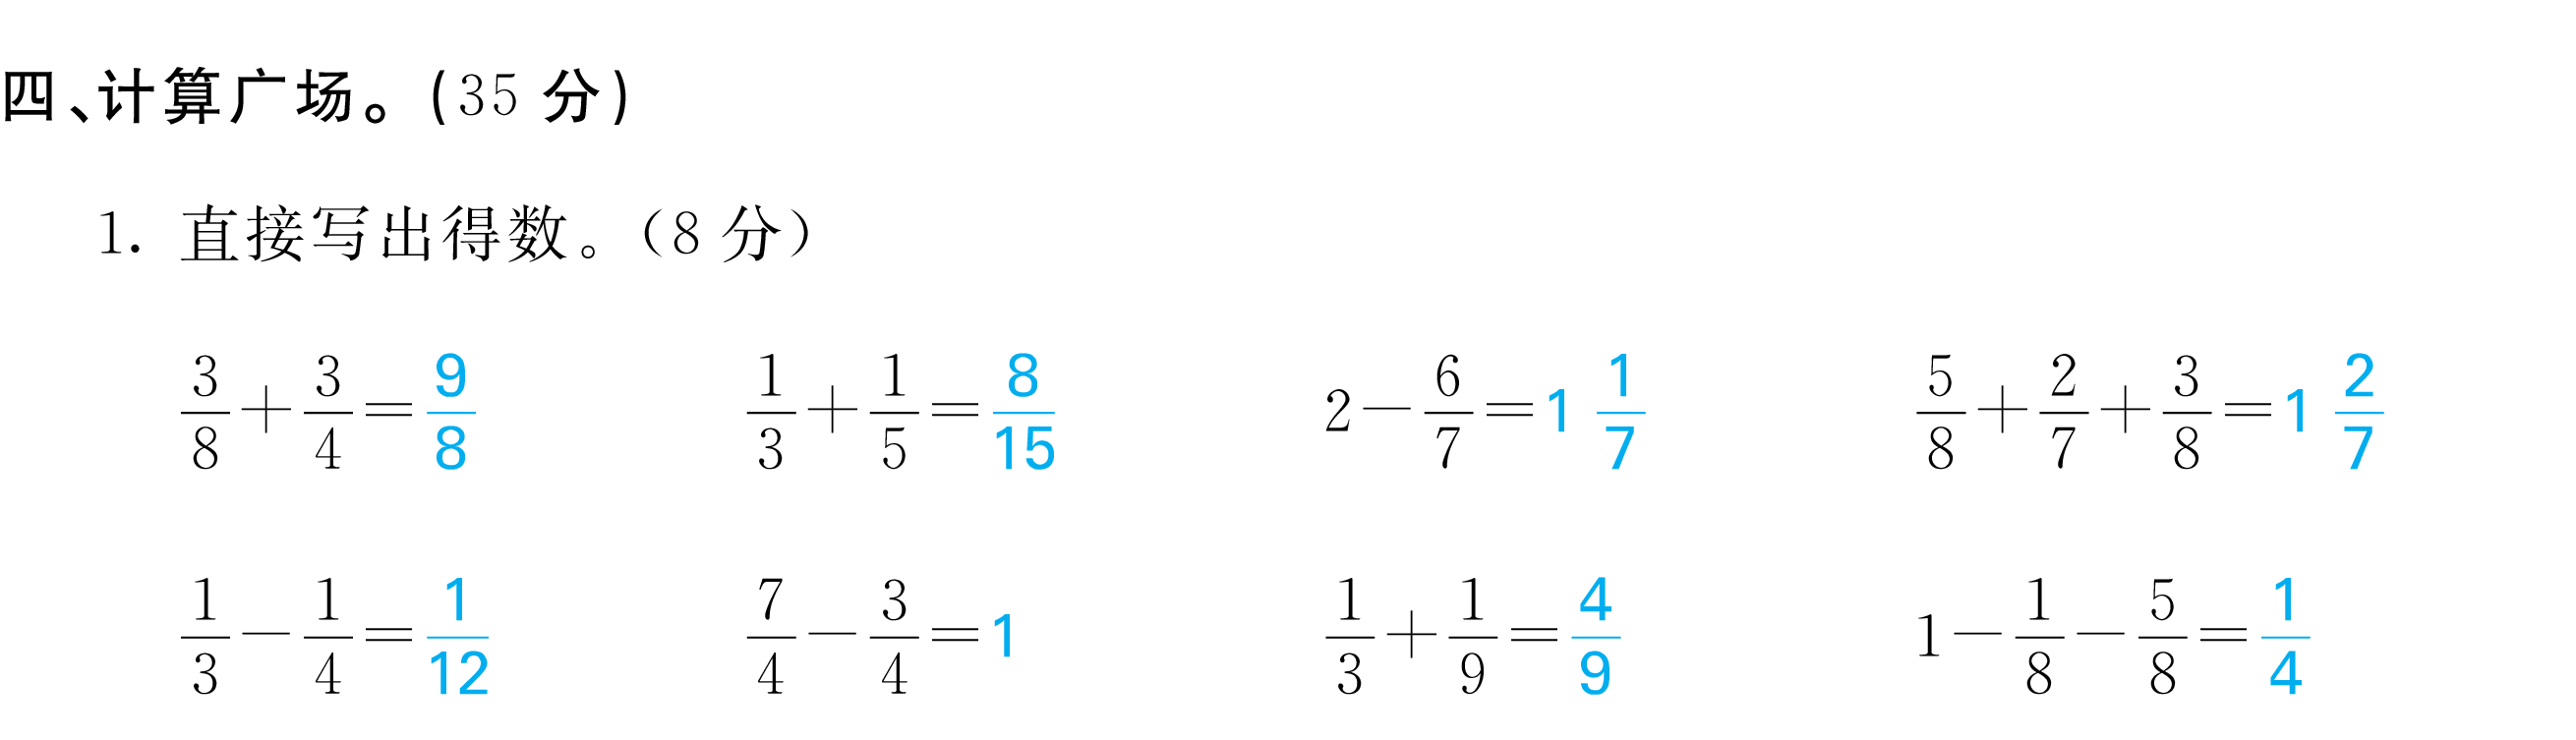 四、计算广场。(35 分)
1. 直接写出得数。(8 分)
3/8+3/4=9/8 1/3+1/5=8/15 2-6/7=1 1/7 5/8+2/7+3/8=1 2/7
1/3-1/4=1/12 7/4-3/4=1 1/3+1/9=4/9 1-1/8-5/8=1/4